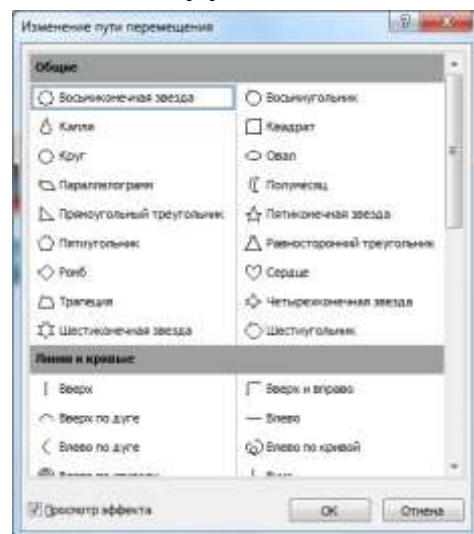 Изменение пути перемещения
Общие
Восьмиконечная звезда
Восьмиугольник
Капля
Квадрат
Круг
Овал
Параллелограмм
Полумесяц
Прямоугольный треугольник
Пятиконечная звезда
Пятиугольник
Равносторонний треугольник
Ромб
Сердце
Трапеция
Четырехконечная звезда
Шестиконечная звезда
Шестиугольник
Линии и кривые
Вверх
Вверх и вправо
Вверх по дуге
Влево
Влево по дуге
Влево по кривой
Просмотр эффекта
ОК
Отмена